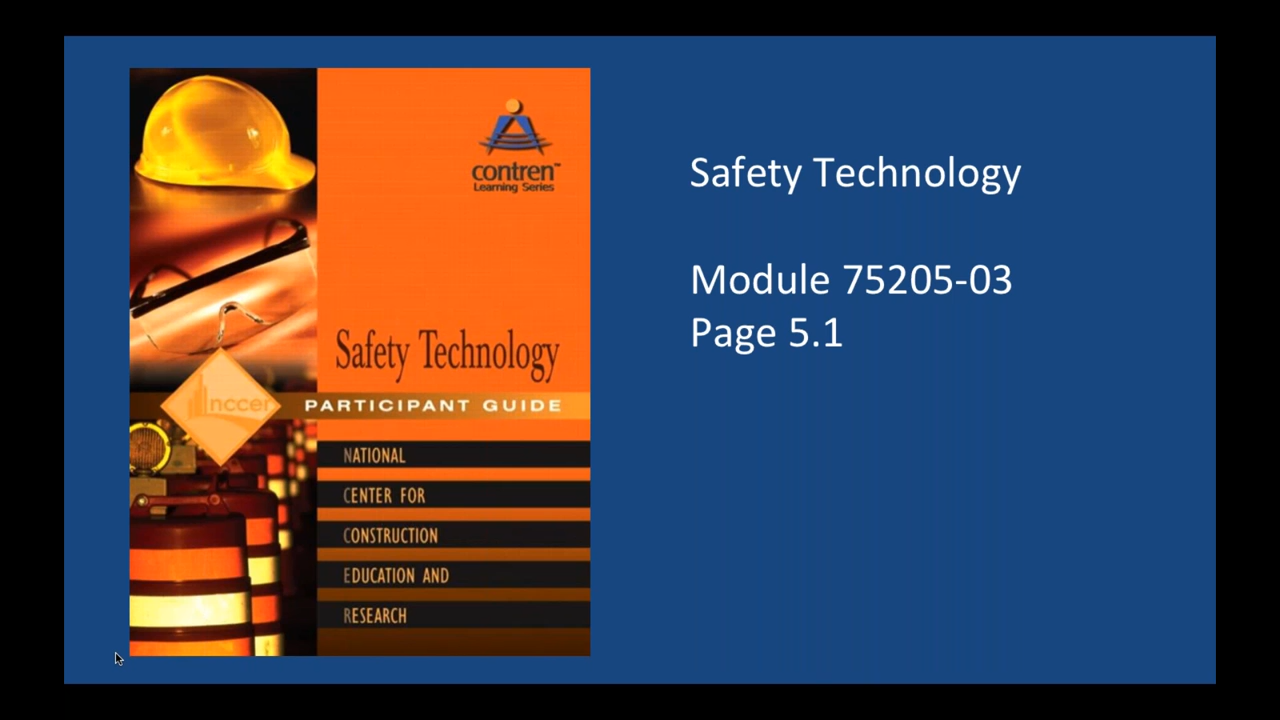 contren™
Learning Series
Safety Technology
nccer
PARTICIPANT GUIDE
NATIONAL
CENTER FOR
CONSTRUCTION
EDUCATION AND
RESEARCH
Safety Technology
Module 75205-03
Page 5.1